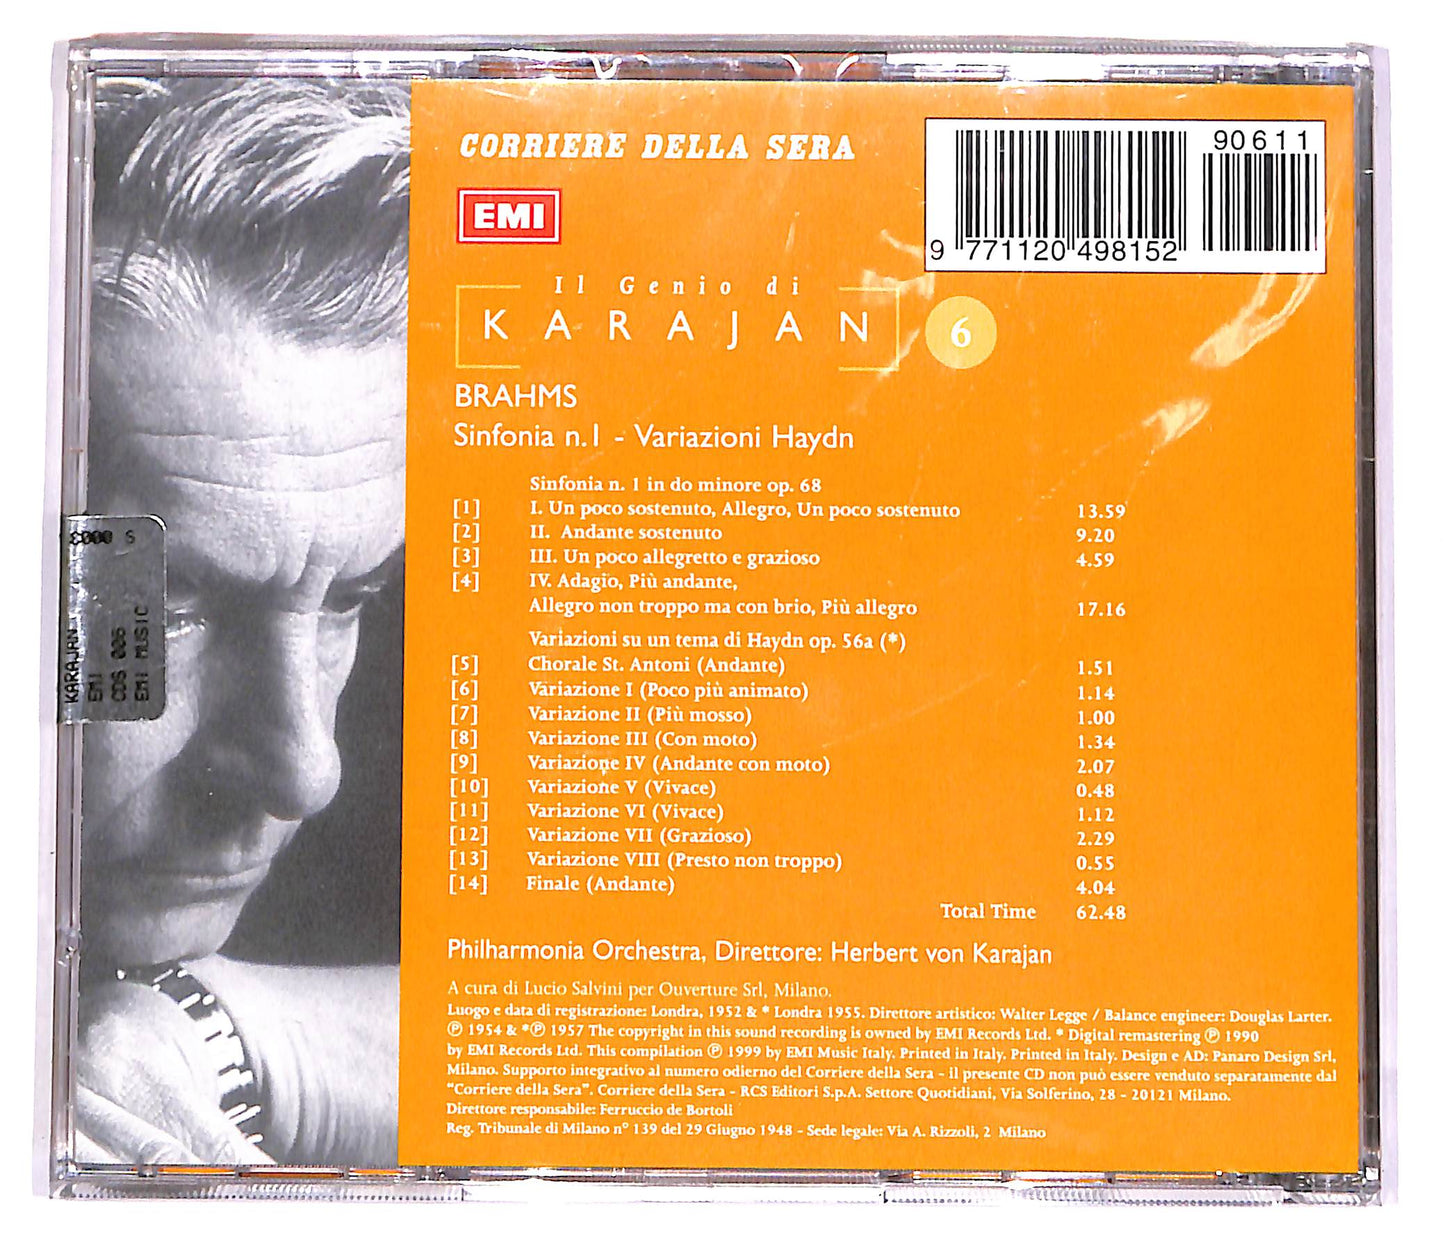 CORRIERE DELLA SERA
90611
9 771120 498152
EMI
Il Genio di
KARAJAN
6
BRAHMS
Sinfonia n.1 - Variazioni Haydn
Sinfonia n. 1 in do minore op. 68
[1] I. Un poco sostenuto, Allegro, Un poco sostenuto 13.59
[2] II. Andante sostenuto 9.20
[3] III. Un poco allegretto e grazioso 4.59
[4] IV. Adagio, Più andante,
Allegro non troppo ma con brio, Più allegro 17.16
Variazioni su un tema di Haydn op. 56a (*)
[5] Chorale St. Antoni (Andante) 1.51
[6] Variazione I (Poco più animato) 1.14
[7] Variazione II (Più mosso) 1.00
[8] Variazione III (Con moto) 1.34
[9] Variazione IV (Andante con moto) 2.07
[10] Variazione V (Vivace) 0.48
[11] Variazione VI (Vivace) 1.12
[12] Variazione VII (Grazioso) 2.29
[13] Variazione VIII (Presto non troppo) 0.55
[14] Finale (Andante) 4.04
Total Time 62.48
Philharmonia Orchestra, Direttore: Herbert von Karajan
A cura di Lucio Salvini per Ouverture Srl, Milano.
Luogo e data di registrazione: Londra, 1952 & * Londra 1955. Direttore artistico: Walter Legge / Balance engineer: Douglas Larter.
℗ 1954 & *℗ 1957 The copyright in this sound recording is owned by EMI Records Ltd. * Digital remastering ℗ 1990
by EMI Records Ltd. This compilation ℗ 1999 by EMI Music Italy. Printed in Italy. Printed in Italy. Design e AD: Panaro Design Srl,
Milano. Supporto integrativo al numero odierno del Corriere della Sera - il presente CD non può essere venduto separatamente dal
"Corriere della Sera". Corriere della Sera - RCS Editori S.p.A. Settore Quotidiani, Via Solferino, 28 - 20121 Milano.
Direttore responsabile: Ferruccio de Bortoli
Reg. Tribunale di Milano n° 139 del 29 Giugno 1948 - Sede legale: Via A. Rizzoli, 2 Milano
KARAJAN
EMI
CDS 006
EMI MUSIC